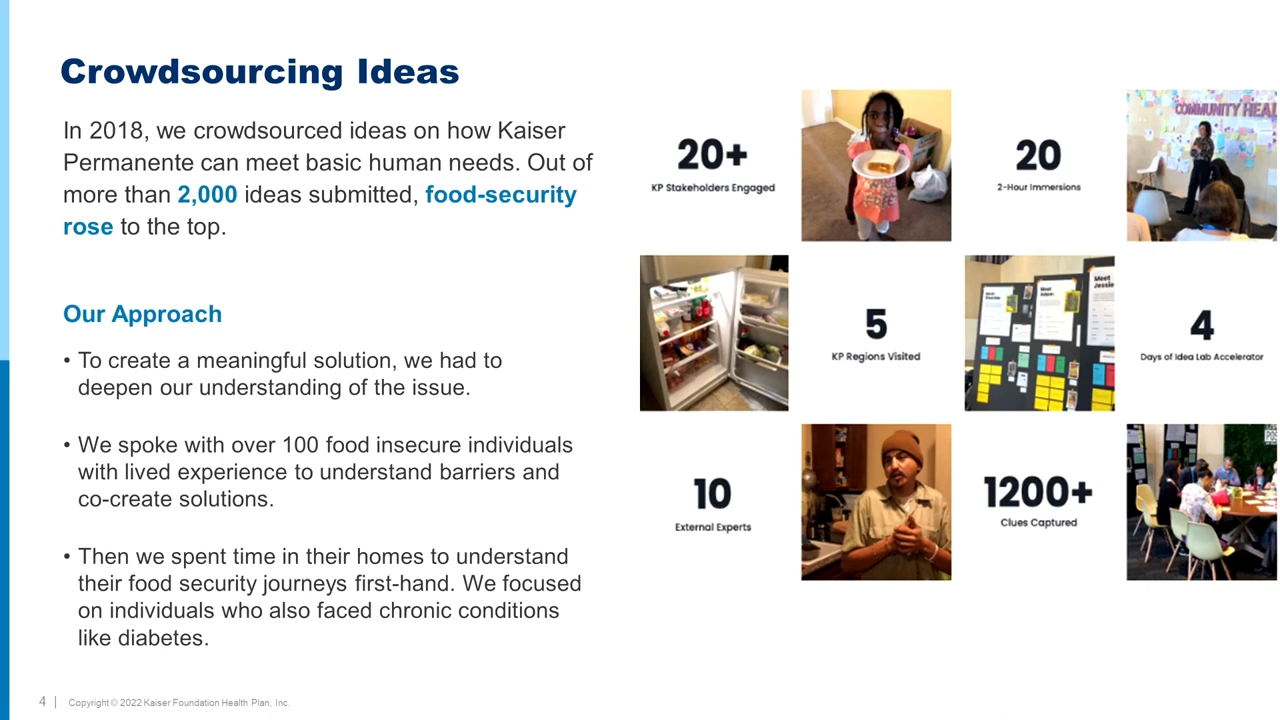 Crowdsourcing Ideas
In 2018, we crowdsourced ideas on how Kaiser
Permanente can meet basic human needs. Out of
more than 2,000 ideas submitted, food-security
rose to the top.
Our Approach
• To create a meaningful solution, we had to
deepen our understanding of the issue.
• We spoke with over 100 food insecure individuals
with lived experience to understand barriers and
co-create solutions.
• Then we spent time in their homes to understand
their food security journeys first-hand. We focused
on individuals who also faced chronic conditions
like diabetes.
20+
KP Stakeholders Engaged
20
2-Hour Immersions
COMMUNITY HEAL
5
KP Regions Visited
Meet
Adam
Meet
Jessie
4
Days of Idea Lab Accelerator
10
External Experts
1200+
Clues Captured
4 | Copyright © 2022 Kaiser Foundation Health Plan, Inc.